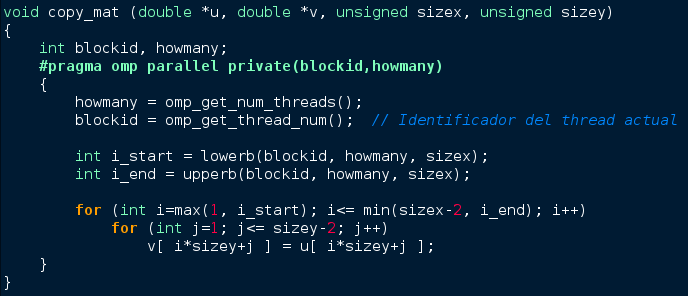 void copy_mat (double *u, double *v, unsigned sizex, unsigned sizey)
{
    int blockid, howmany;
    #pragma omp parallel private(blockid,howmany)
    {
        howmany = omp_get_num_threads();
        blockid = omp_get_thread_num();  // Identificador del thread actual

        int i_start = lowerb(blockid, howmany, sizex);
        int i_end = upperb(blockid, howmany, sizex);

        for (int i=max(1, i_start); i<= min(sizex-2, i_end); i++)
            for (int j=1; j<= sizey-2; j++)
                v[ i*sizey+j ] = u[ i*sizey+j ];
    }
}